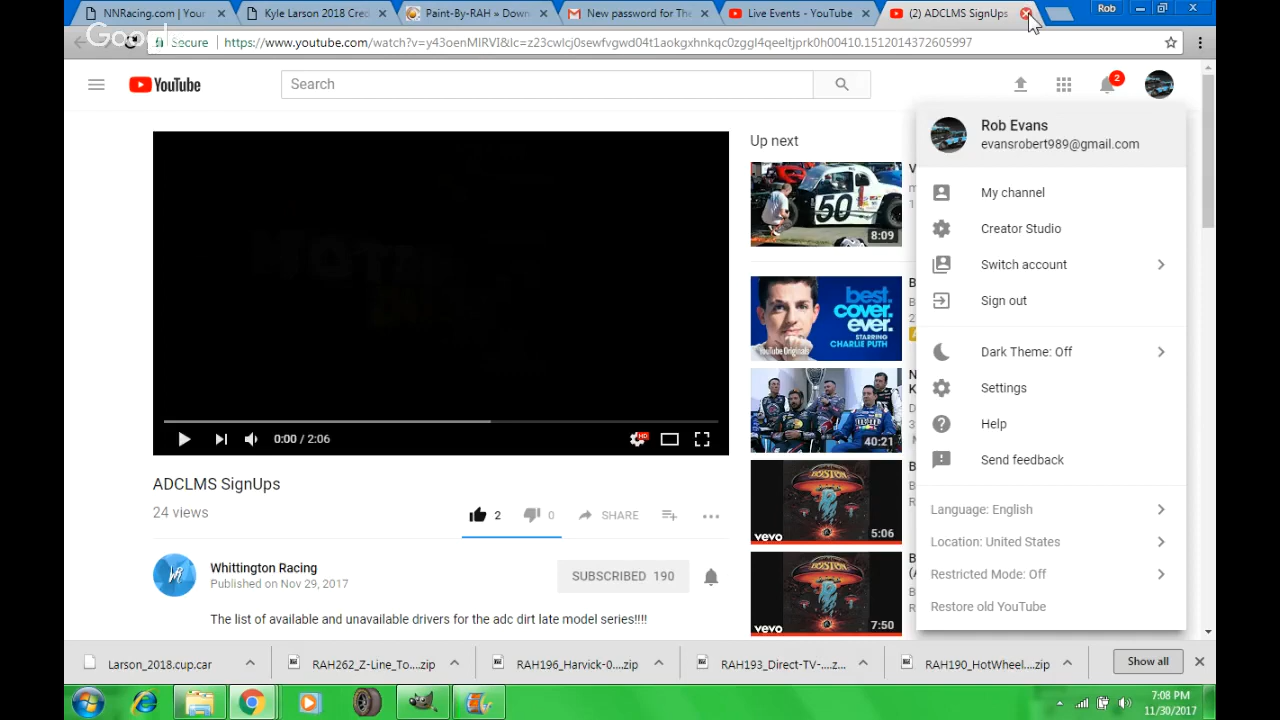 NNRacing.com | Your
Kyle Larson 2018 Cred
Paint-By-RAH » Down
New password for The
Live Events - YouTube
(2) ADCLMS SignUps
Rob
Secure
https://www.youtube.com/watch?v=y43oenMIRVI&lc=z23cwlcj0sewfvgwd04t1aokgxhnkqc0zggl4qeeltjprk0h00410.1512014372605997
YouTube
Search
2
Rob Evans
evansrobert989@gmail.com
My channel
Creator Studio
Switch account
Sign out
Dark Theme: Off
Settings
Help
Send feedback
Language: English
Location: United States
Restricted Mode: Off
Restore old YouTube
Up next
50
8:09
best.
cover.
ever.
STARRING
CHARLIE PUTH
YouTube Originals
40:21
BOSTON
vevo
5:06
BOSTON
vevo
7:50
0:00 / 2:06
HD
ADCLMS SignUps
24 views
2
0
SHARE
Whittington Racing
Published on Nov 29, 2017
SUBSCRIBED 190
The list of available and unavailable drivers for the adc dirt late model series!!!!
Larson_2018.cup.car
RAH262_Z-Line_To....zip
RAH196_Harvick-0....zip
RAH193_Direct-TV-....z...
RAH190_HotWheel....zip
Show all
7:08 PM
11/30/2017